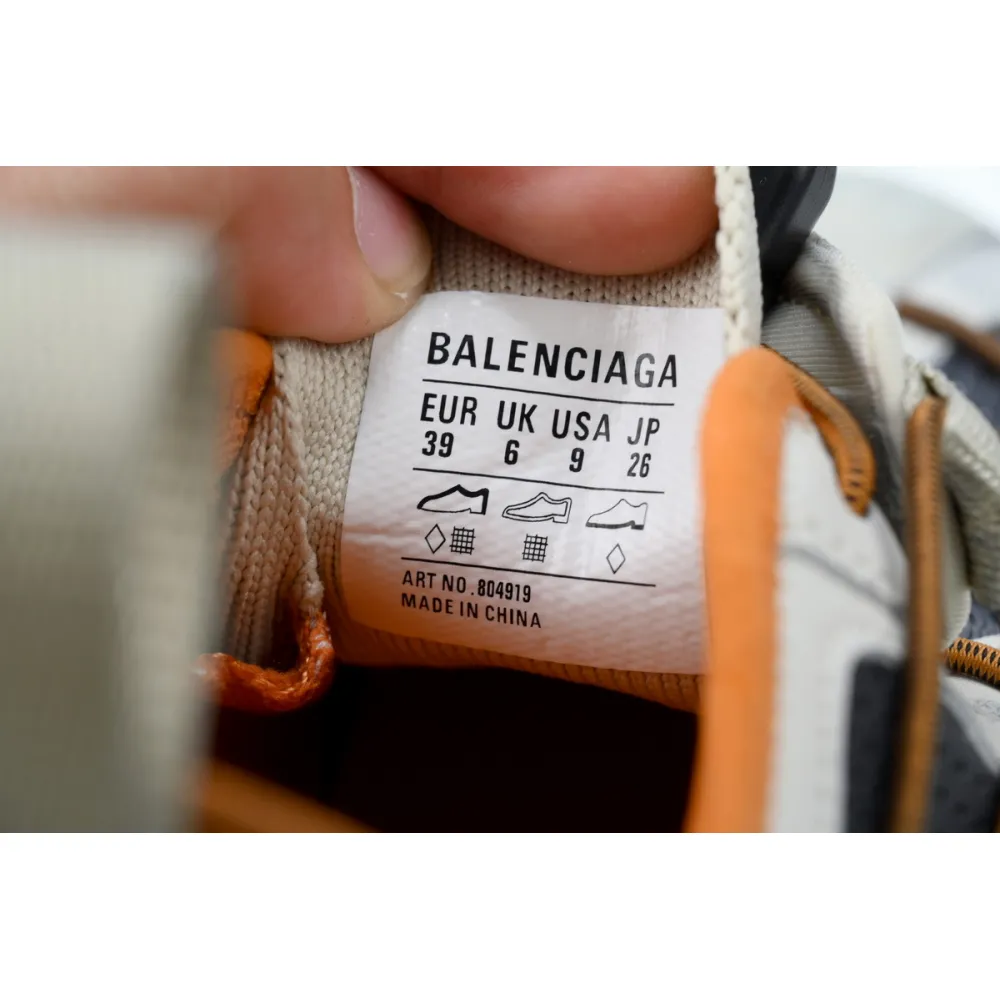 BALENCIAGA
EUR UK USA JP
39 6 9 26
ART NO.804919
MADE IN CHINA